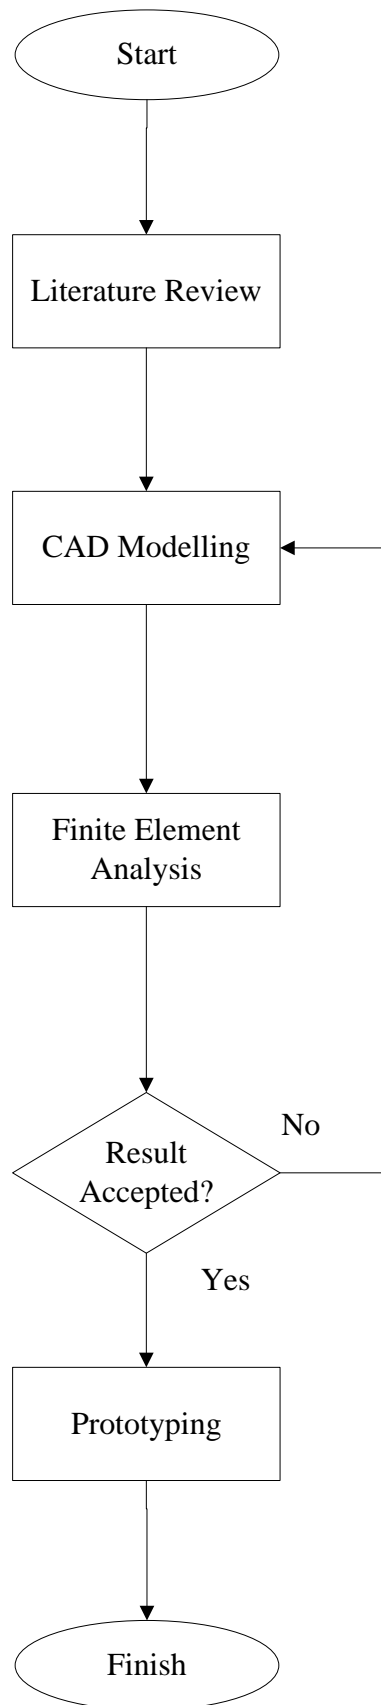 Start
Literature Review
CAD Modelling
Finite Element
Analysis
Result
Accepted?
No
Yes
Prototyping
Finish